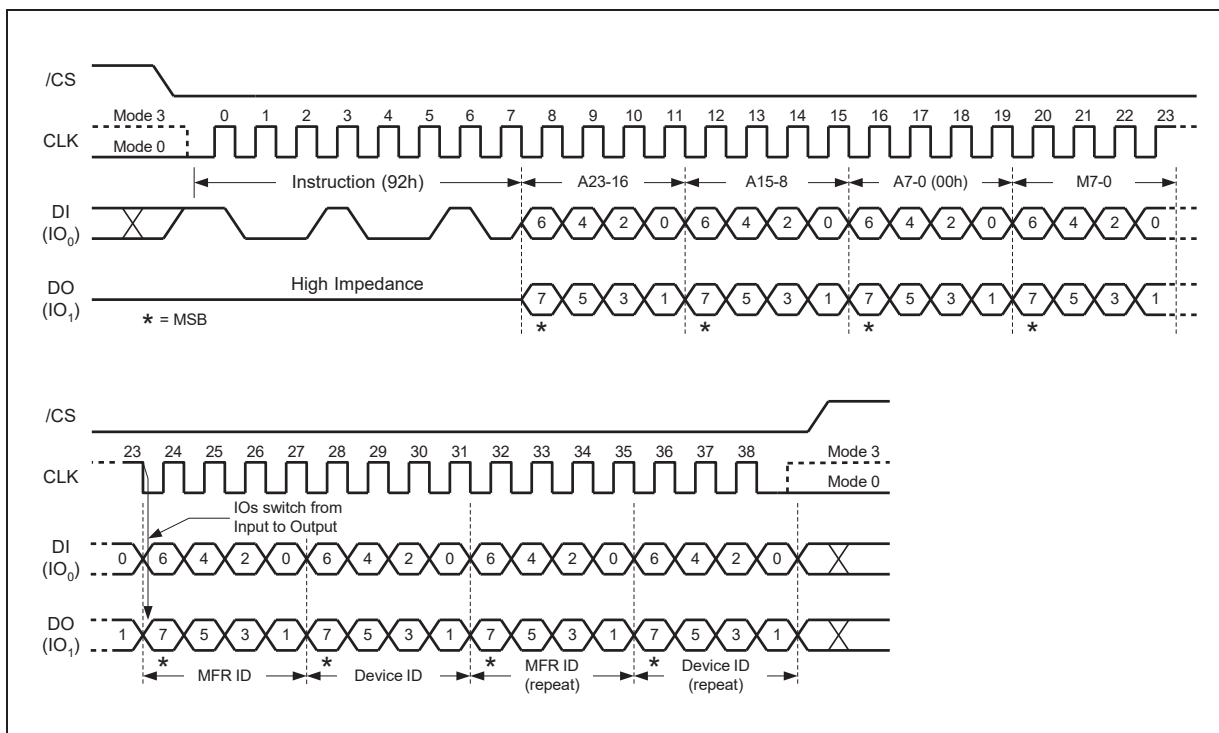 /CS
Mode 3 0 1 2 3 4 5 6 7 8 9 10 11 12 13 14 15 16 17 18 19 20 21 22 23
CLK
Mode 0
Instruction (92h) A23-16 A15-8 A7-0 (00h) M7-0
DI
(IO0) 6 4 2 0 6 4 2 0 6 4 2 0 6 4 2 0
High Impedance
DO
(IO1) 7 5 3 1 7 5 3 1 7 5 3 1 7 5 3 1
* = MSB * * * *
/CS
23 24 25 26 27 28 29 30 31 32 33 34 35 36 37 38 Mode 3
CLK
Mode 0
IOs switch from
Input to Output
DI
(IO0) 0 6 4 2 0 6 4 2 0 6 4 2 0 6 4 2 0
DO
(IO1) 1 7 5 3 1 7 5 3 1 7 5 3 1 7 5 3 1
* * * *
MFR ID Device ID MFR ID
(repeat) Device ID
(repeat)